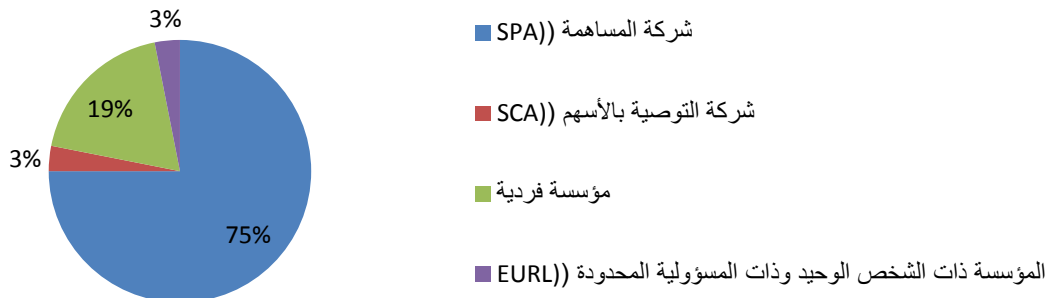 3%
19%
3%
75%
شركة المساهمة ((SPA
شركة التوصية بالأسهم ((SCA
مؤسسة فردية
المؤسسة ذات الشخص الوحيد وذات المسؤولية المحدودة ((EURL